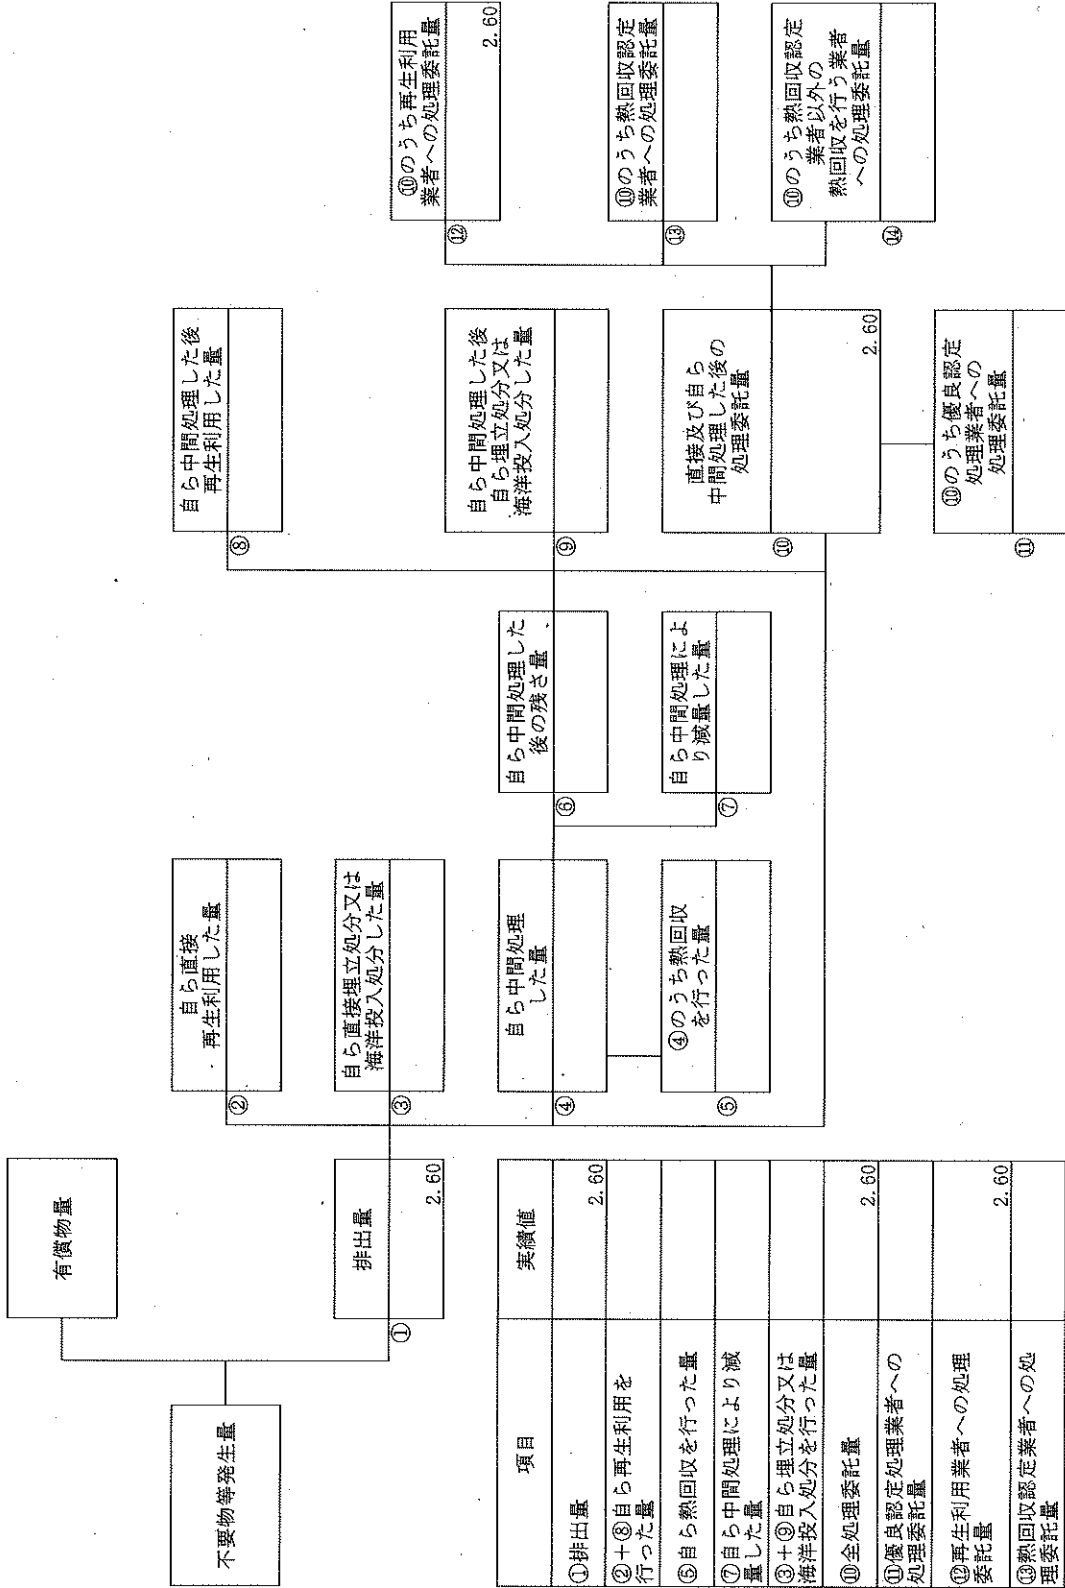 不要物等発生量
有償物量
排出量
①
2.60
自ら直接
再生利用した量
②
自ら直接埋立処分又は
海洋投入処分した量
③
自ら中間処理
した量
④
④のうち熱回収
を行った量
⑤
自ら中間処理した
後の残さ量
⑥
自ら中間処理によ
り減量した量
⑦
自ら中間処理した後
再生利用した量
⑧
自ら中間処理した後
自ら埋立処分又は
海洋投入処分した量
⑨
直接及び自ら
中間処理した後の
処理委託量
⑩
2.60
⑩のうち優良認定
処理業者への
処理委託量
⑪
⑩のうち再生利用
業者への処理委託量
⑫
2.60
⑩のうち熱回収認定
業者への処理委託量
⑬
⑩のうち熱回収認定
業者以外の
熱回収を行う業者
への処理委託量
⑭
項目 実績値
①排出量 2.60
②+⑧自ら再生利用を
行った量
⑤自ら熱回収を行った量
⑦自ら中間処理により減
量した量
③+⑨自ら埋立処分又は
海洋投入処分を行った量
⑩全処理委託量 2.60
⑪優良認定処理業者への
処理委託量
⑫再生利用業者への処理
委託量 2.60
⑬熱回収認定業者への処
理委託量